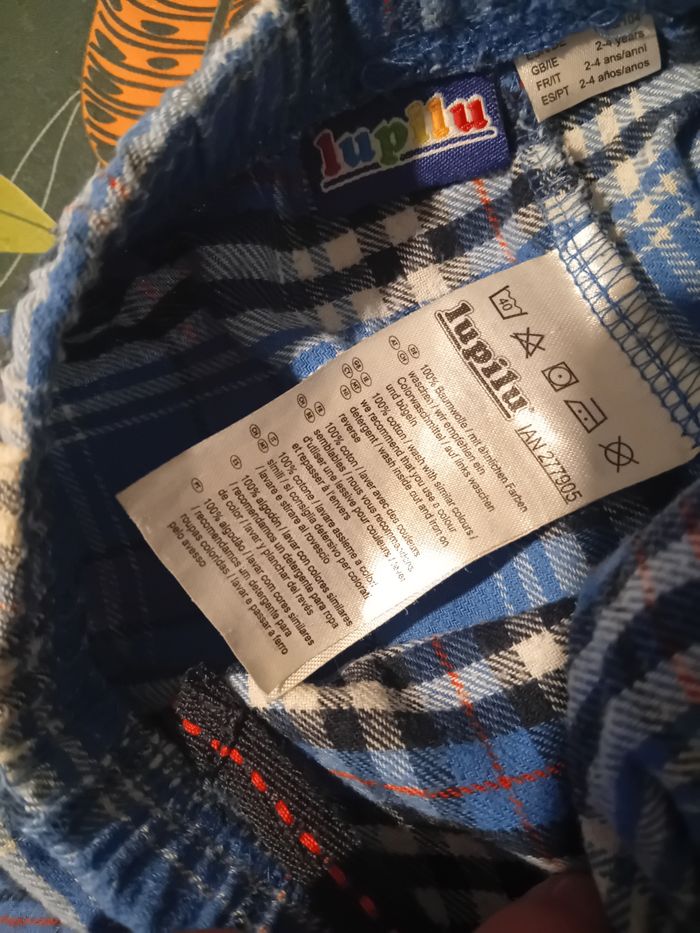 104
2-4 years
GB/IE
2-4 ans/anni
FR/IT
2-4 años/anos
ES/PT
lupilu
40
lupilu
IAN 277905
100% Baumwolle / mit ähnlichen Farben
waschen / wir empfehlen ein
Colorwaschmittel / auf links waschen
und bügeln
100% cotton / wash with similar colours /
we recommend that you use a colour
detergent / wash inside out and iron on
reverse
100% coton / laver avec des couleurs
semblables / nous vous recommandons
d'utiliser une lessive pour couleurs / laver
et repasser à l'envers
100% cotone / lavare assieme a colori
simili / si consiglia detersivo per colorati
/ lavare e stirare a rovescio
100% algodón / lavar con colores similares
/ recomendamos un detergente para ropa
de color / lavar y planchar del revés
100% alcodão / lavar com cores similares
/ recomendamos um detergente para
roupas coloridas / lavar e passar a ferro
pelo avesso